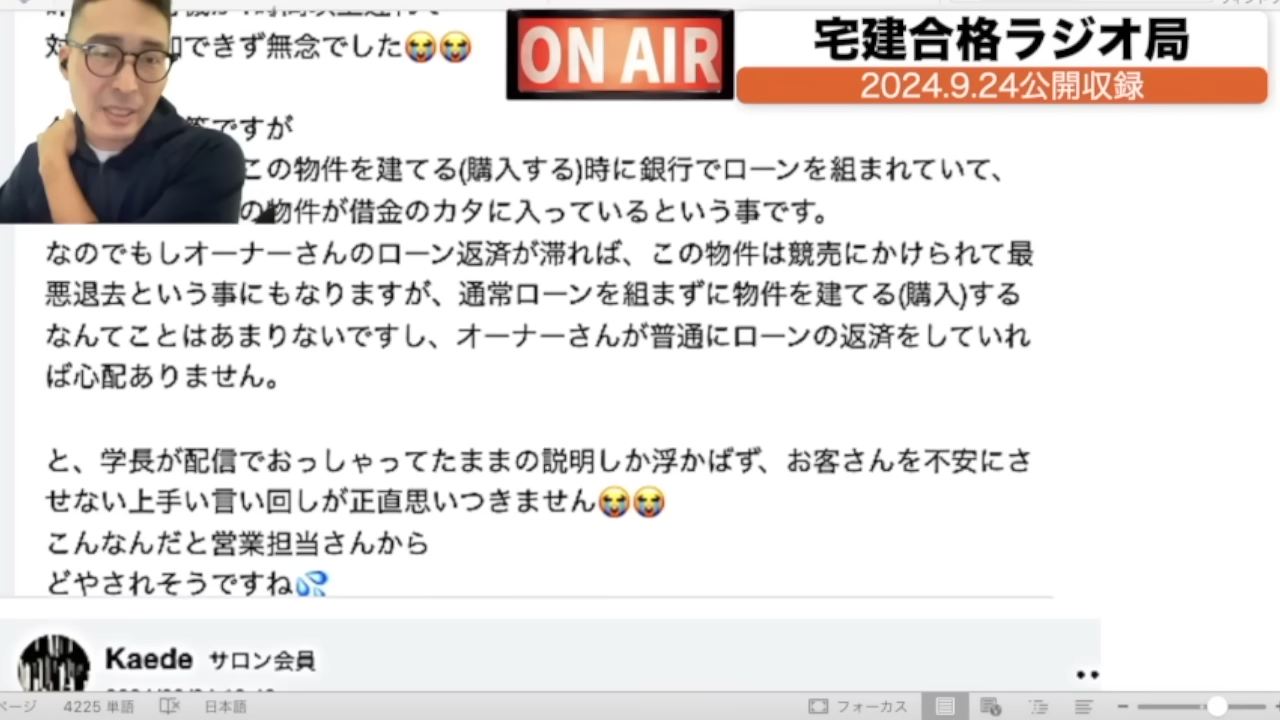 対 できず無念でした😭😭
ON AIR
宅建合格ラジオ局
2024.9.24公開収録
ですが
この物件を建てる(購入する)時に銀行でローンを組まれていて、
の物件が借金のカタに入っているという事です。
なのでもしオーナーさんのローン返済が滞れば、この物件は競売にかけられて最
悪退去という事にもなりますが、通常ローンを組まずに物件を建てる(購入)する
なんてことはあまりないですし、オーナーさんが普通にローンの返済をしていれ
ば心配ありません。
と、学長が配信でおっしゃってたままの説明しか浮かばず、お客さんを不安にさ
せない上手い言い回しが正直思いつきません😭😭
こんなんだと営業担当さんから
どやされそうですね💦
Kaede サロン会員
••
ページ 4225 単語 日本語 フォーカス